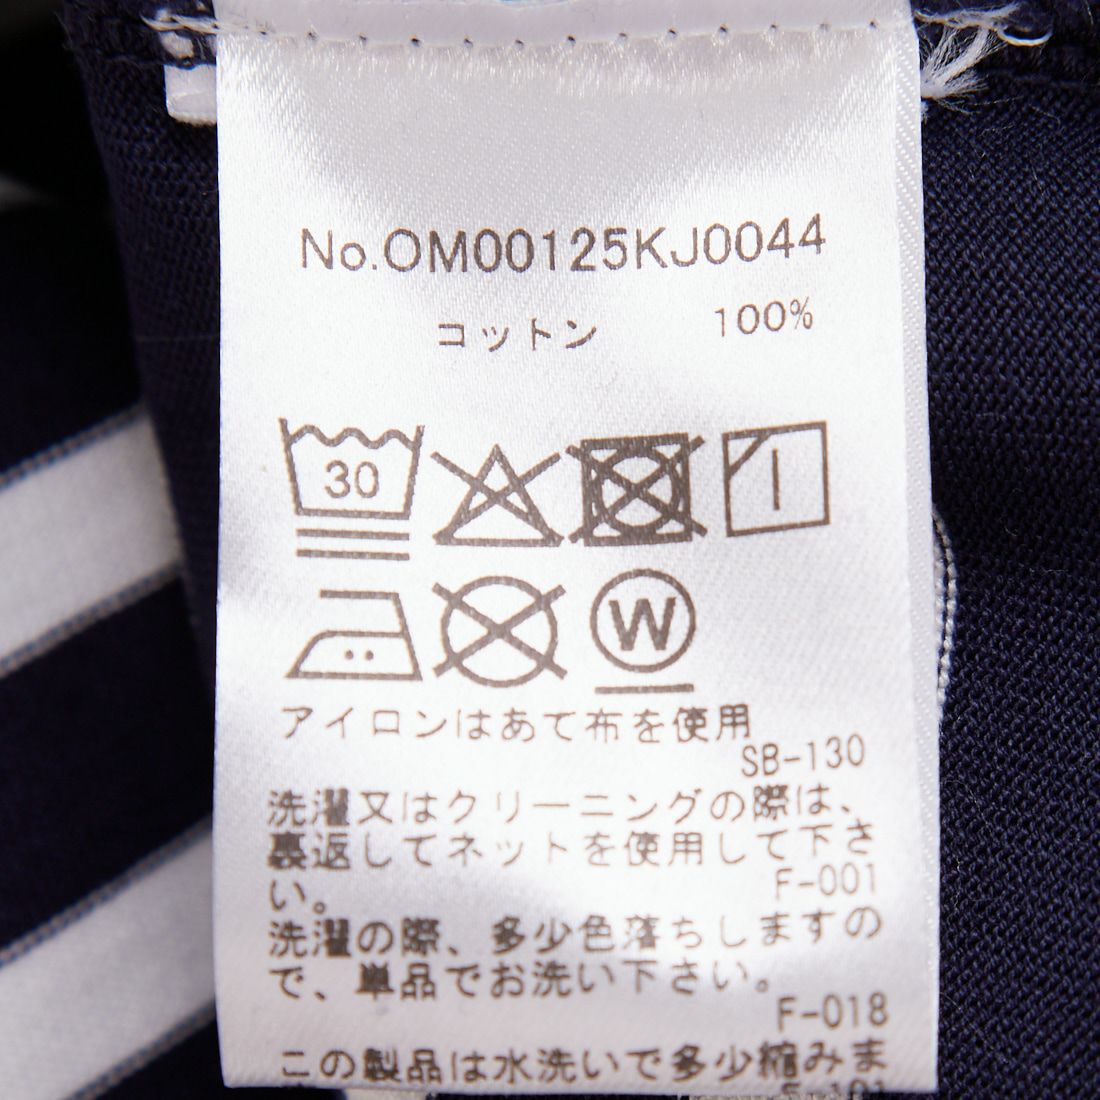 No.OM00125KJ0044
コットン 100%
30
W
アイロンはあて布を使用
SB-130
洗濯又はクリーニングの際は、
裏返してネットを使用して下さ
い。
F-001
洗濯の際、多少色落ちしますの
で、単品でお洗い下さい。
F-018
この製品は水洗いで多少縮みま